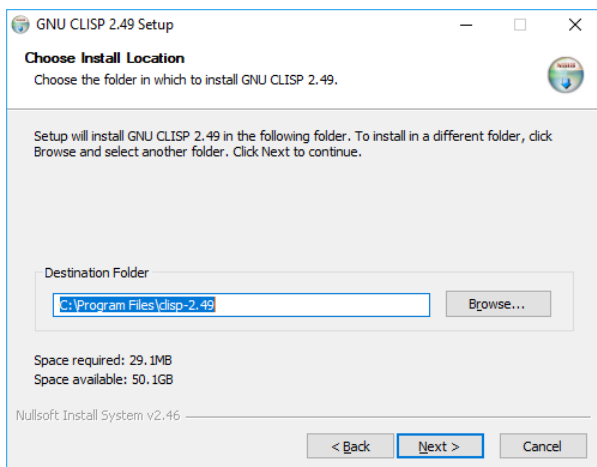 GNU CLISP 2.49 Setup
Choose Install Location
Choose the folder in which to install GNU CLISP 2.49.
Setup will install GNU CLISP 2.49 in the following folder. To install in a different folder, click
Browse and select another folder. Click Next to continue.
Destination Folder
C:\Program Files\clisp-2.49
Browse...
Space required: 29.1MB
Space available: 50.1GB
Nullsoft Install System v2.46
< Back
Next >
Cancel